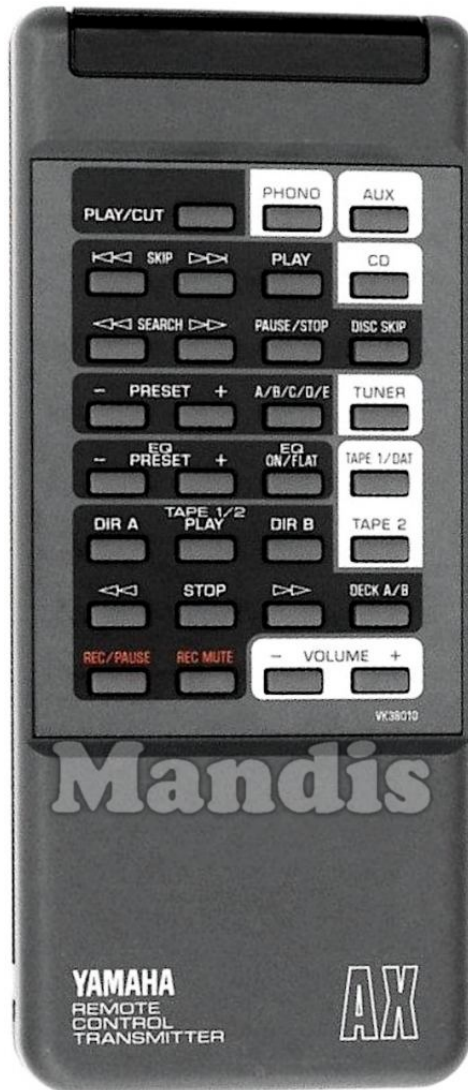 PHONO AUX
PLAY/CUT
SKIP PLAY CD
SEARCH PAUSE/STOP DISC SKIP
- PRESET + A/B/C/D/E TUNER
EQ EQ
- PRESET + ON/FLAT TAPE 1/DAT
TAPE 1/2
DIR A PLAY DIR B TAPE 2
STOP DECK A/B
REC/PAUSE REC MUTE - VOLUME +
VK38010
Mandis
YAMAHA
REMOTE
CONTROL
TRANSMITTER
AX